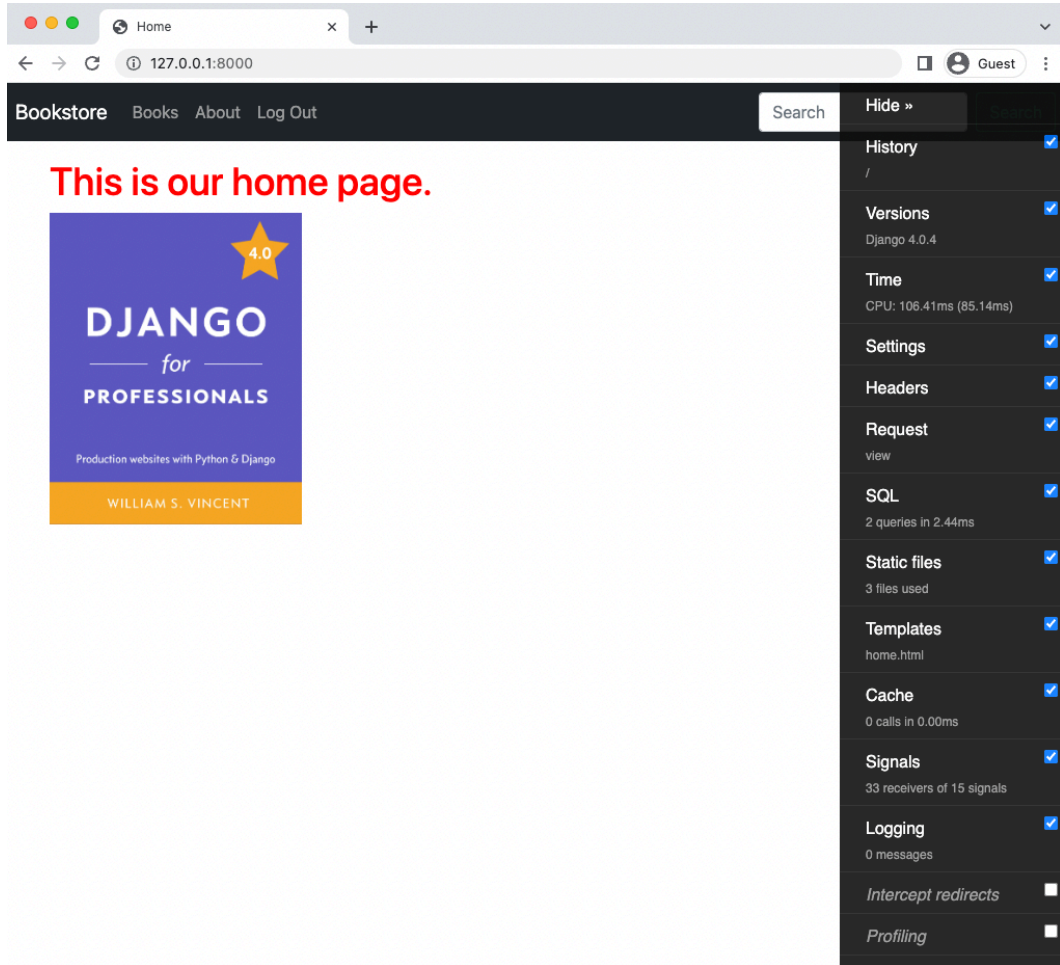 Home
127.0.0.1:8000
Guest
Bookstore Books About Log Out
Search
Search
This is our home page.
4.0
DJANGO
for
PROFESSIONALS
Production websites with Python & Django
WILLIAM S. VINCENT
Hide »
History
/
Versions
Django 4.0.4
Time
CPU: 106.41ms (85.14ms)
Settings
Headers
Request
view
SQL
2 queries in 2.44ms
Static files
3 files used
Templates
home.html
Cache
0 calls in 0.00ms
Signals
33 receivers of 15 signals
Logging
0 messages
Intercept redirects
Profiling